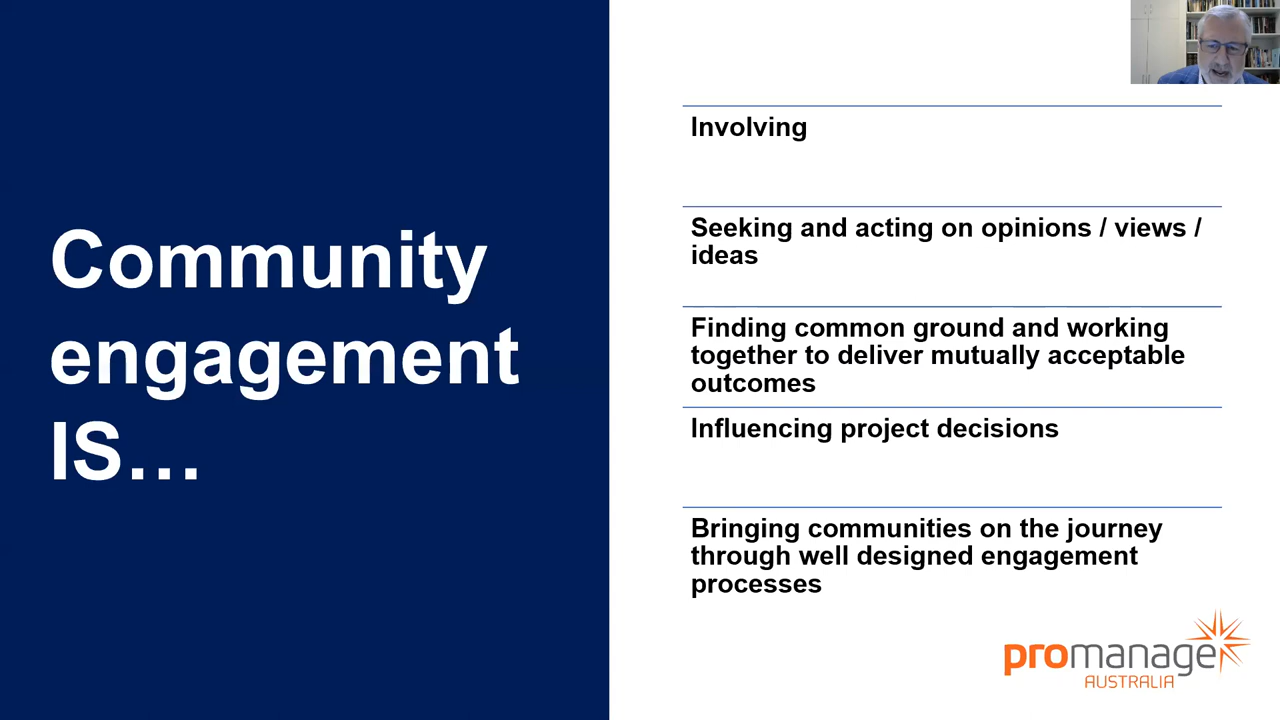 Community
engagement
IS...
Involving
Seeking and acting on opinions / views /
ideas
Finding common ground and working
together to deliver mutually acceptable
outcomes
Influencing project decisions
Bringing communities on the journey
through well designed engagement
processes
promanage
AUSTRALIA